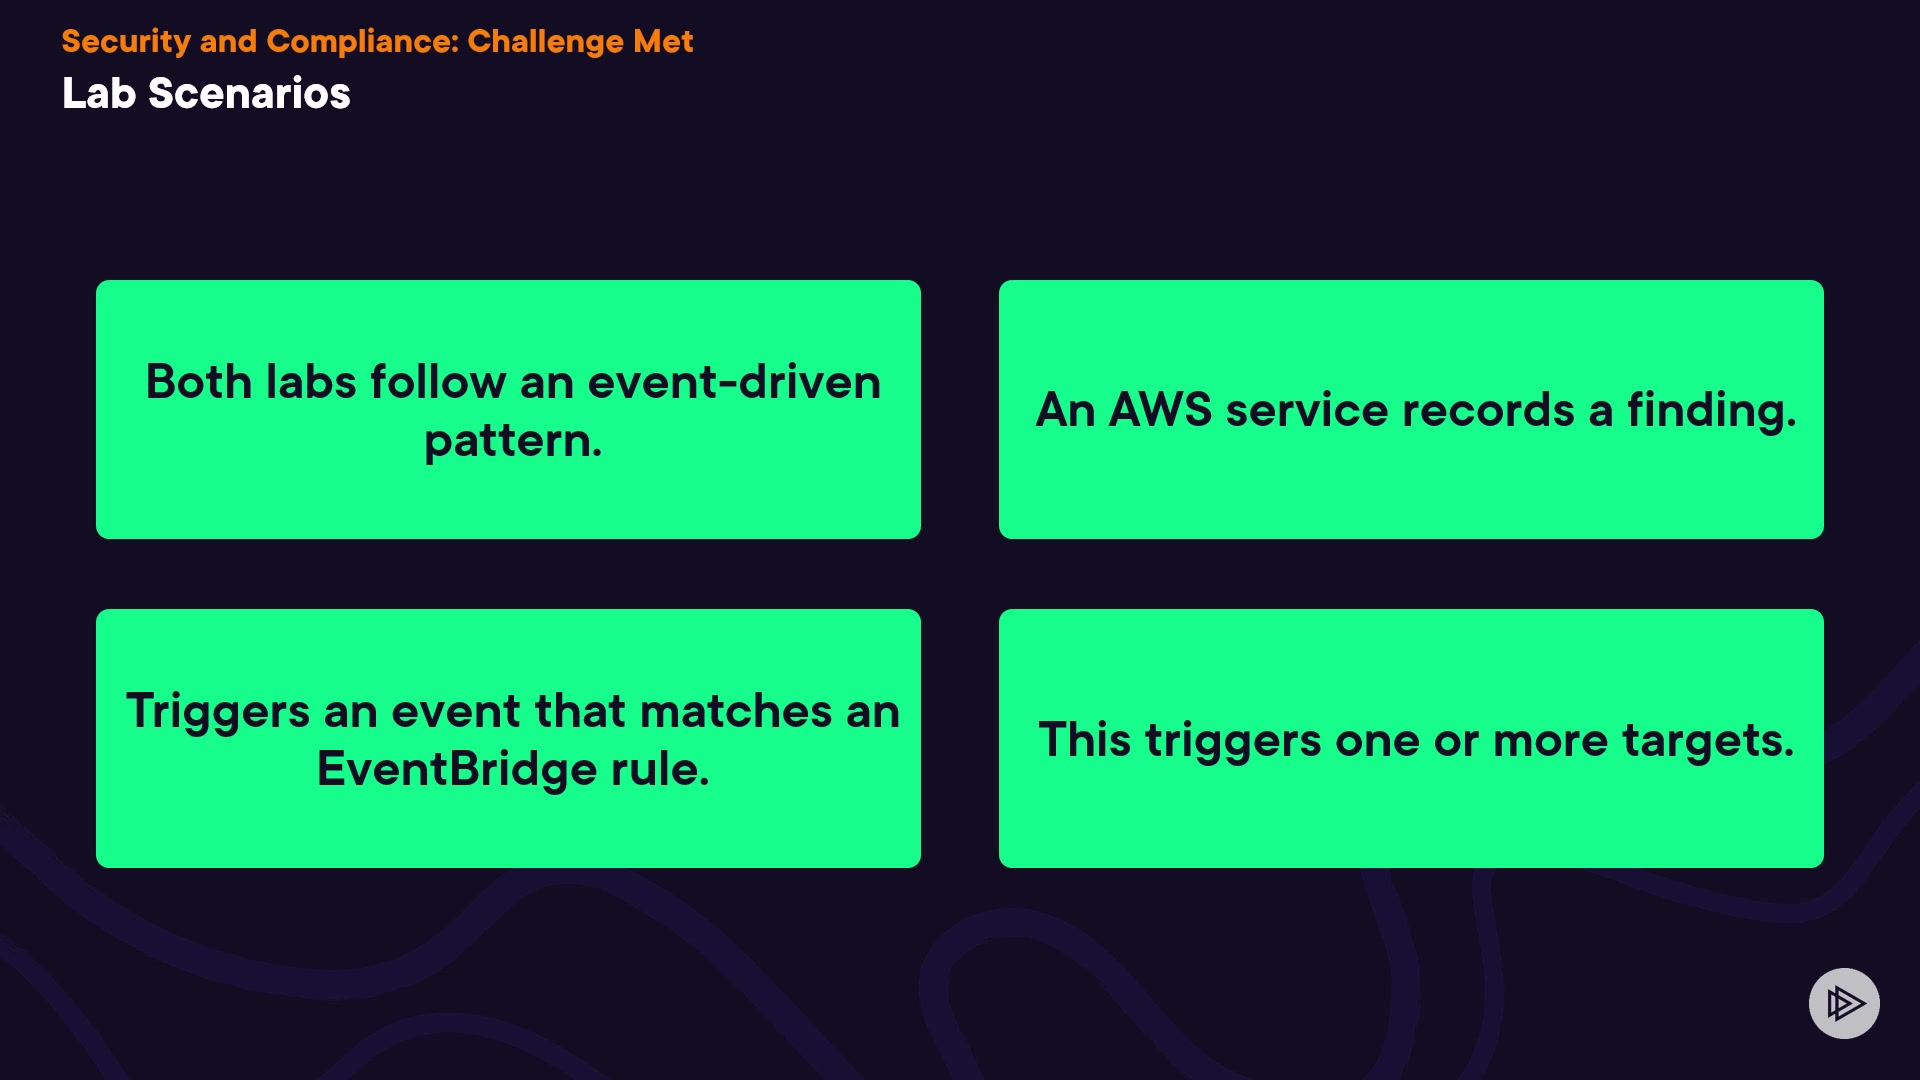 Security and Compliance: Challenge Met
Lab Scenarios
Both labs follow an event-driven
pattern.
An AWS service records a finding.
Triggers an event that matches an
EventBridge rule.
This triggers one or more targets.